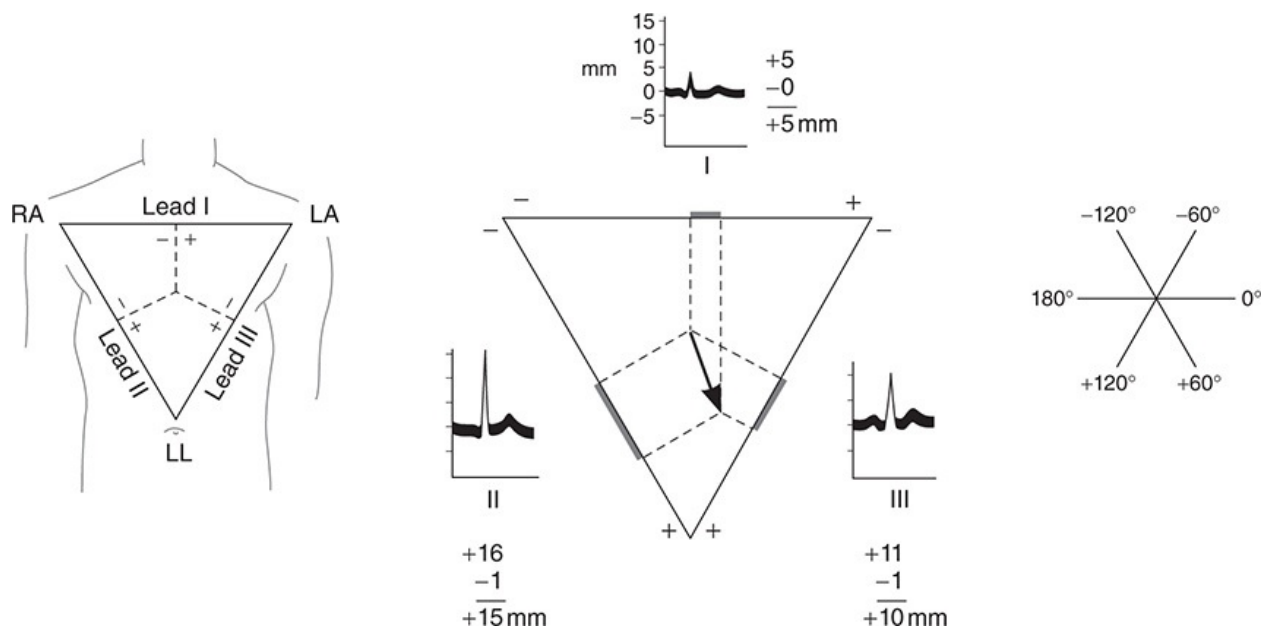 RA
Lead I
LA
− +
−
+
−
+
Lead II
Lead III
LL
mm
15
10
5
0
−5
+5
−0
+5 mm
I
− +
− −
+ +
II
+16
−1
+15 mm
III
+11
−1
+10 mm
−120° −60°
180° 0°
+120° +60°